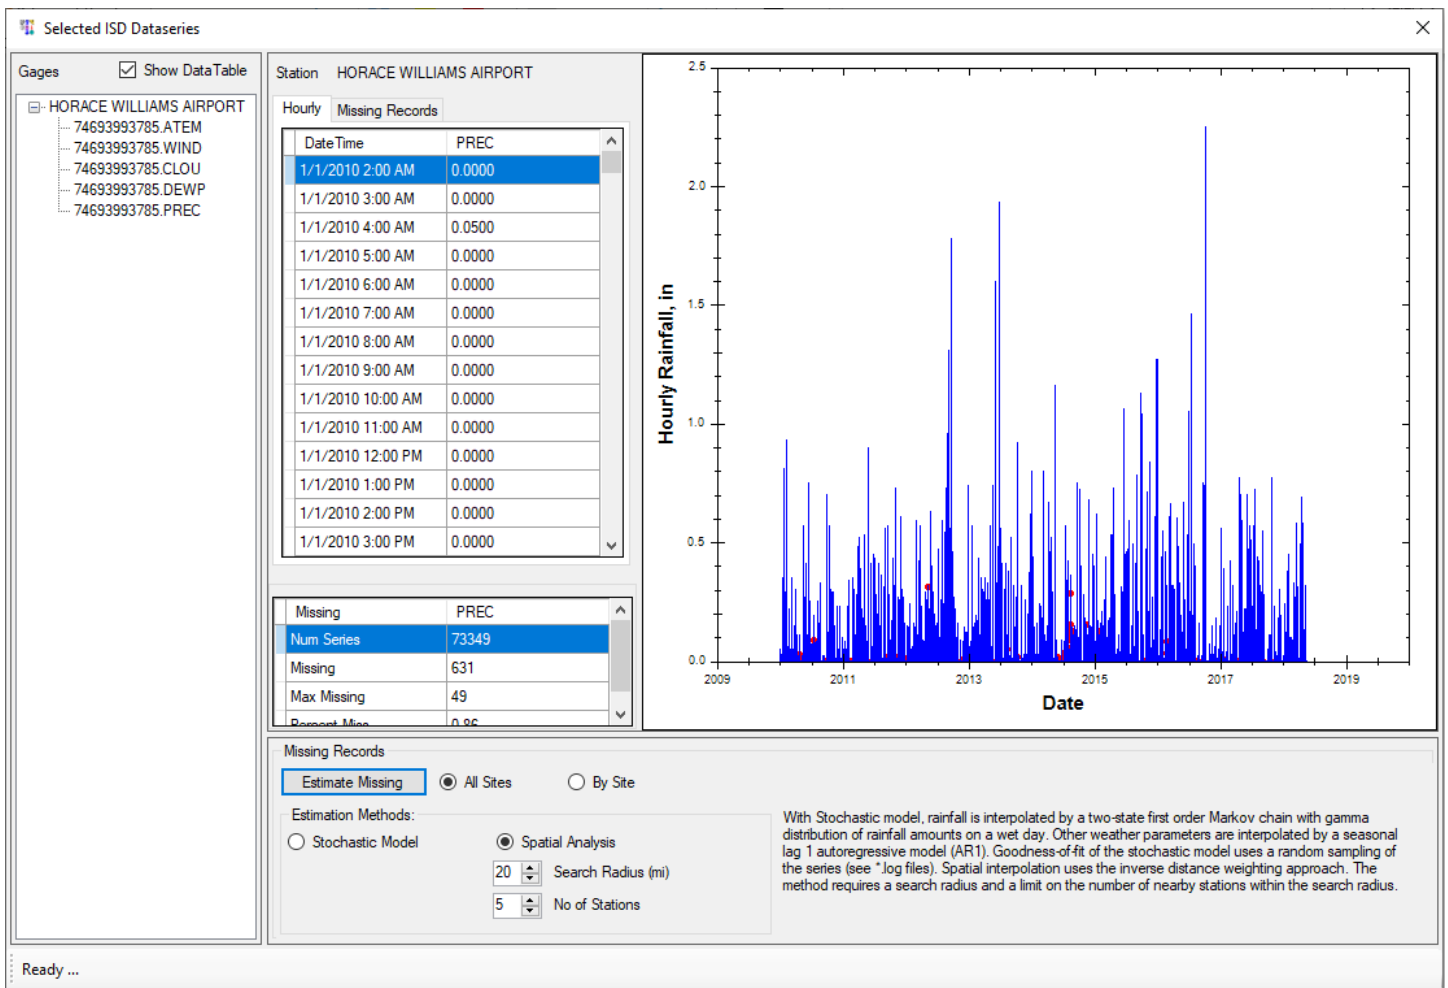 Selected ISD Dataseries
Gages
Show DataTable
HORACE WILLIAMS AIRPORT
74693993785.ATEM
74693993785.WIND
74693993785.CLOU
74693993785.DEWP
74693993785.PREC
Station HORACE WILLIAMS AIRPORT
Hourly Missing Records
DateTime PREC
1/1/2010 2:00 AM 0.0000
1/1/2010 3:00 AM 0.0000
1/1/2010 4:00 AM 0.0500
1/1/2010 5:00 AM 0.0000
1/1/2010 6:00 AM 0.0000
1/1/2010 7:00 AM 0.0000
1/1/2010 8:00 AM 0.0000
1/1/2010 9:00 AM 0.0000
1/1/2010 10:00 AM 0.0000
1/1/2010 11:00 AM 0.0000
1/1/2010 12:00 PM 0.0000
1/1/2010 1:00 PM 0.0000
1/1/2010 2:00 PM 0.0000
1/1/2010 3:00 PM 0.0000
Missing PREC
Num Series 73349
Missing 631
Max Missing 49
Percent Miss 0.86
2.5
2.0
1.5
1.0
0.5
0.0
Hourly Rainfall, in
2009 2011 2013 2015 2017 2019
Date
Missing Records
Estimate Missing All Sites By Site
Estimation Methods:
Stochastic Model Spatial Analysis
20 Search Radius (mi)
5 No of Stations
With Stochastic model, rainfall is interpolated by a two-state first order Markov chain with gamma
distribution of rainfall amounts on a wet day. Other weather parameters are interpolated by a seasonal
lag 1 autoregressive model (AR1). Goodness-of-fit of the stochastic model uses a random sampling of
the series (see *.log files). Spatial interpolation uses the inverse distance weighting approach. The
method requires a search radius and a limit on the number of nearby stations within the search radius.
Ready ...